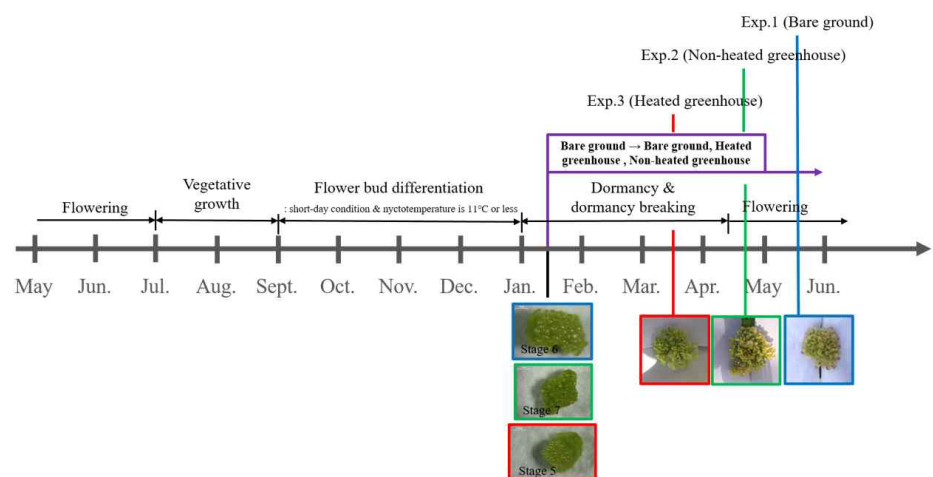 Exp.1 (Bare ground)
Exp.2 (Non-heated greenhouse)
Exp.3 (Heated greenhouse)
Bare ground → Bare ground, Heated
greenhouse , Non-heated greenhouse
Flowering
Vegetative
growth
Flower bud differentiation
: short-day condition & nyctotemperature is 11°C or less
Dormancy &
dormancy breaking
Flowering
May Jun. Jul. Aug. Sept. Oct. Nov. Dec. Jan. Feb. Mar. Apr. May Jun.
Stage 6
Stage 7
Stage 5